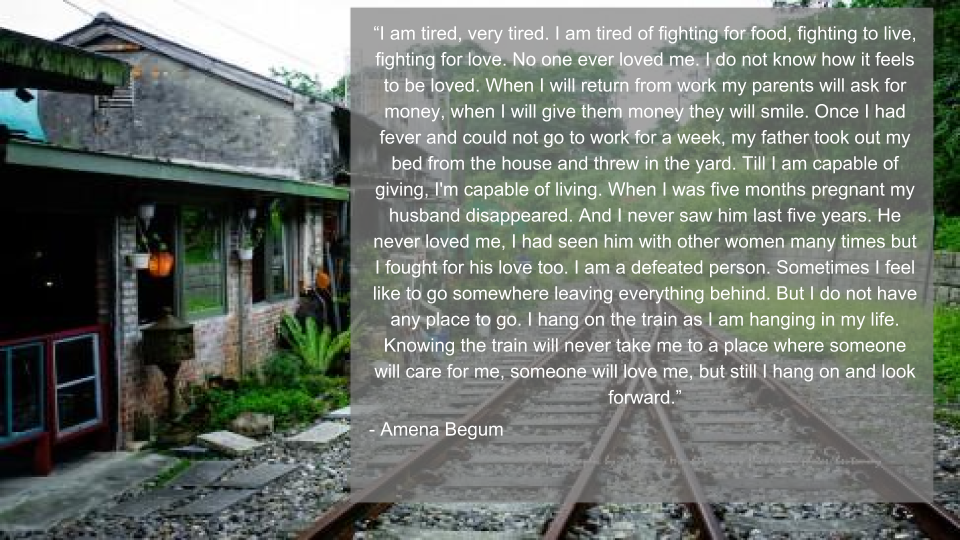 “I am tired, very tired. I am tired of fighting for food, fighting to live,
fighting for love. No one ever loved me. I do not know how it feels
to be loved. When I will return from work my parents will ask for
money, when I will give them money they will smile. Once I had
fever and could not go to work for a week, my father took out my
bed from the house and threw in the yard. Till I am capable of
giving, I'm capable of living. When I was five months pregnant my
husband disappeared. And I never saw him last five years. He
never loved me, I had seen him with other women many times but
I fought for his love too. I am a defeated person. Sometimes I feel
like to go somewhere leaving everything behind. But I do not have
any place to go. I hang on the train as I am hanging in my life.
Knowing the train will never take me to a place where someone
will care for me, someone will love me, but still I hang on and look
forward.”
- Amena Begum